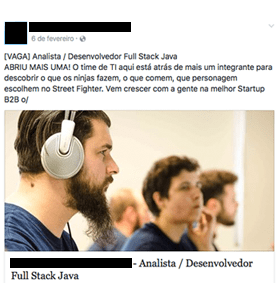 6 de fevereiro ·
[VAGA] Analista / Desenvolvedor Full Stack Java
ABRIU MAIS UMA! O time de TI aqui está atrás de mais um integrante para
descobrir o que os ninjas fazem, o que comem, que personagem
escolhem no Street Fighter. Vem crescer com a gente na melhor Startup
B2B o/
- Analista / Desenvolvedor
Full Stack Java